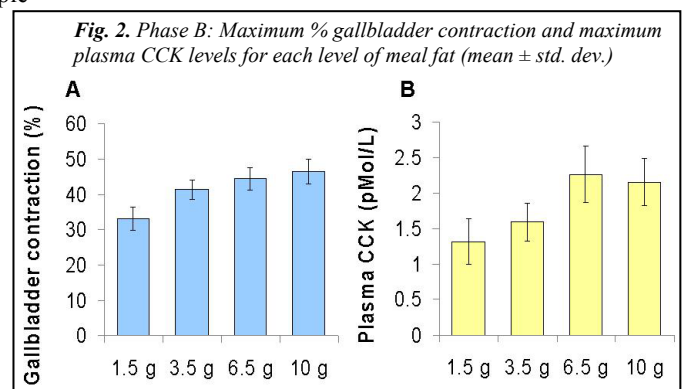 Fig. 2. Phase B: Maximum % gallbladder contraction and maximum
plasma CCK levels for each level of meal fat (mean ± std. dev.)
A
Gallbladder contraction (%)
60
50
40
30
20
10
0
1.5 g 3.5 g 6.5 g 10 g
B
Plasma CCK (pMol/L)
3
2.5
2
1.5
1
0.5
0
1.5 g 3.5 g 6.5 g 10 g